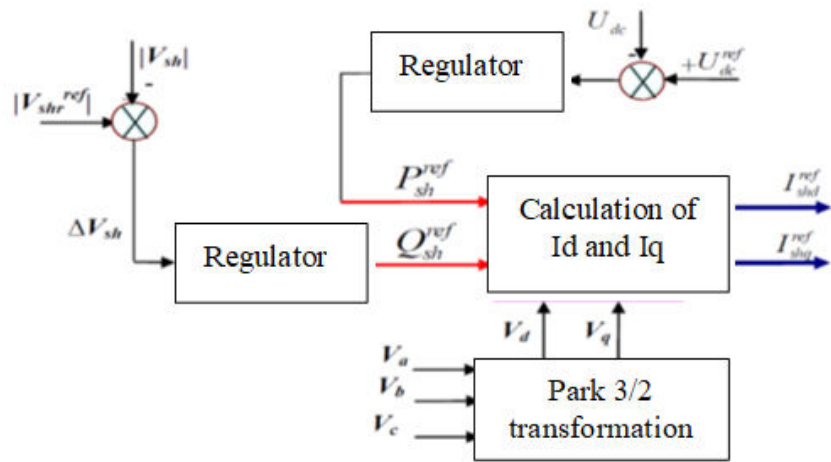 U_dc
-
+U_dc^ref
Regulator
|V_sh|
-
|V_shr^ref|
ΔV_sh
Regulator
P_sh^ref
Q_sh^ref
Calculation of
Id and Iq
I_shd^ref
I_shq^ref
V_d
V_q
V_a
V_b
V_c
Park 3/2
transformation